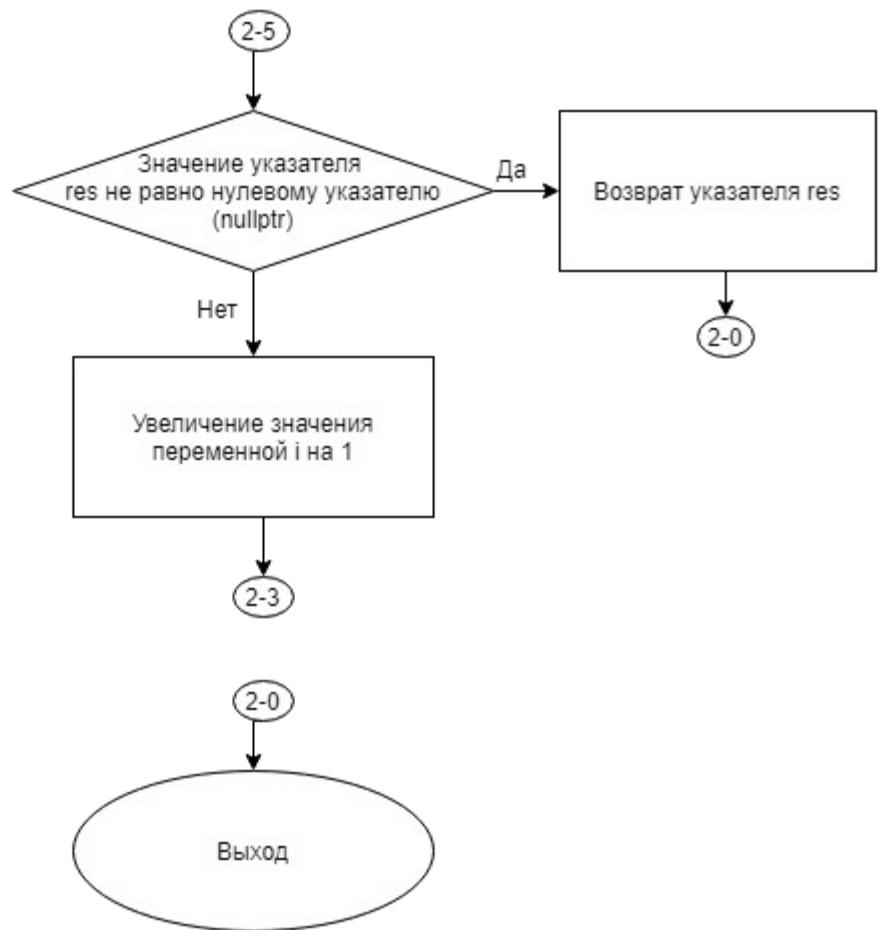 2-5
Значение указателя
res не равно нулевому указателю
(nullptr)
Да
Возврат указателя res
2-0
Нет
Увеличение значения
переменной i на 1
2-3
2-0
Выход